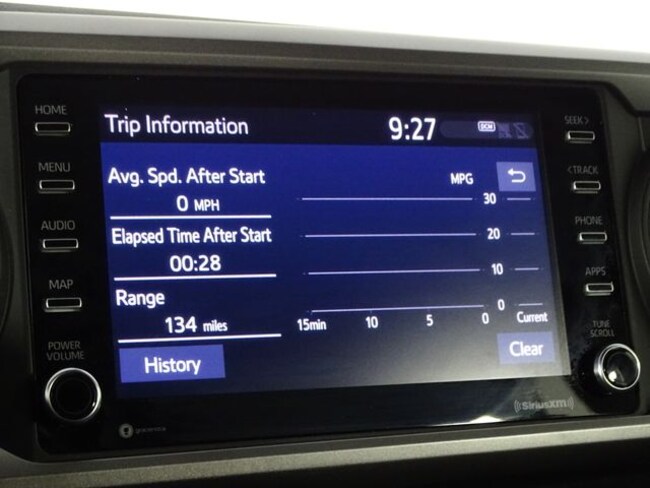 HOME
MENU
AUDIO
MAP
POWER
VOLUME
Trip Information 9:27 DCM
Avg. Spd. After Start
0 MPH
Elapsed Time After Start
00:28
Range
134 miles
History
MPG
30
20
10
0
15min 10 5 0 Current
Clear
SEEK >
< TRACK
PHONE
APPS
TUNE
SCROLL
gracenote
((SiriusXM))